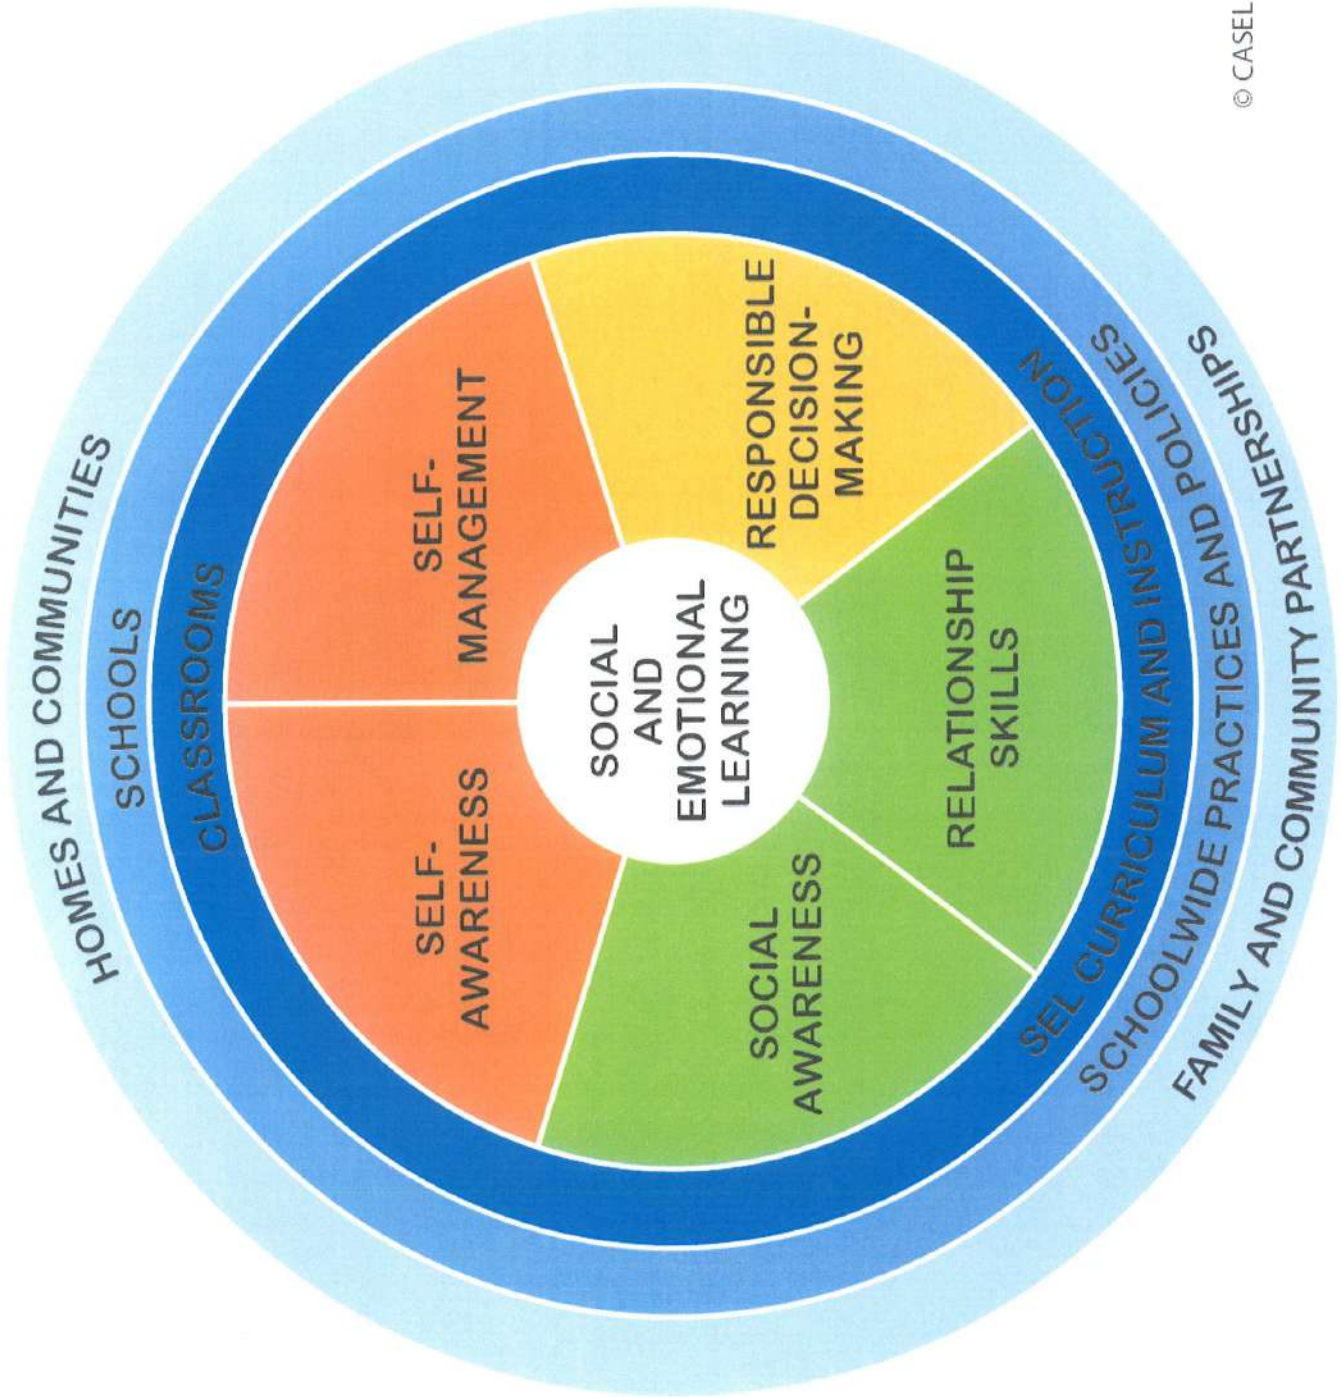 HOMES AND COMMUNITIES
SCHOOLS
CLASSROOMS
SELF-
AWARENESS
SELF-
MANAGEMENT
SOCIAL
AND
EMOTIONAL
LEARNING
SOCIAL
AWARENESS
RESPONSIBLE
DECISION-
MAKING
RELATIONSHIP
SKILLS
SEL CURRICULUM AND INSTRUCTION
SCHOOLWIDE PRACTICES AND POLICIES
FAMILY AND COMMUNITY PARTNERSHIPS
© CASEL